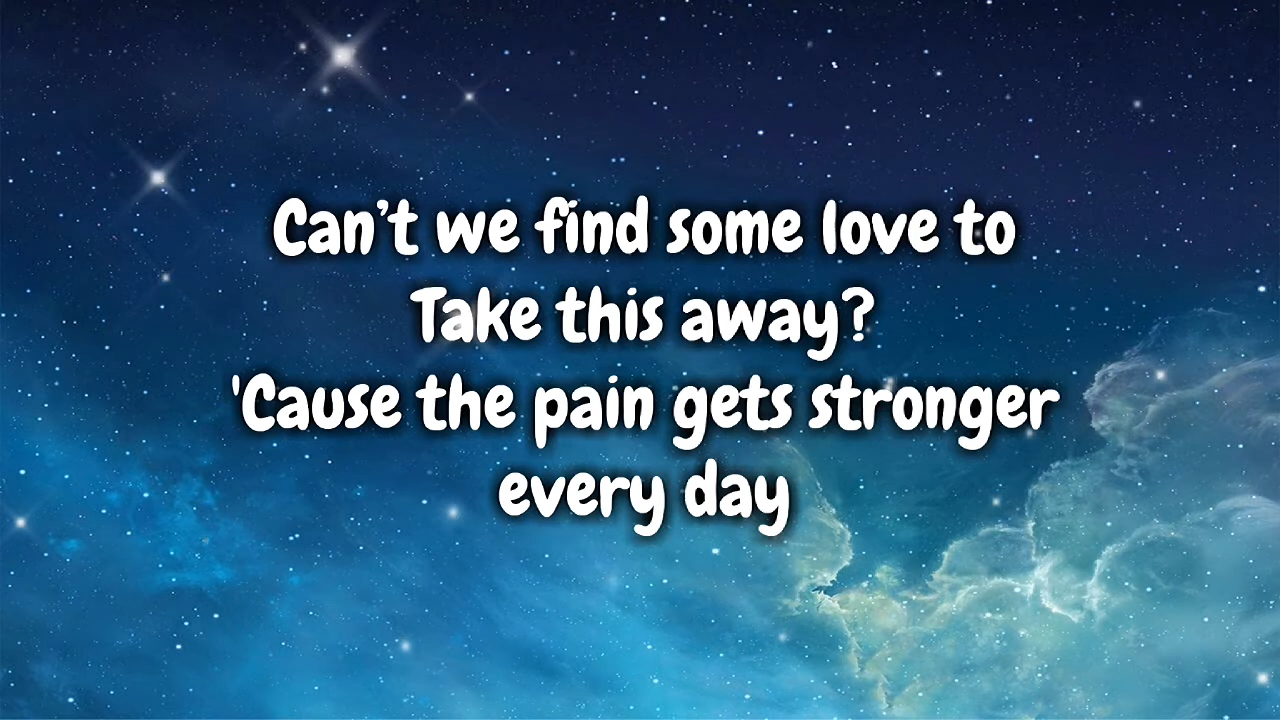 Can’t we find some love to
Take this away?
'Cause the pain gets stronger
every day